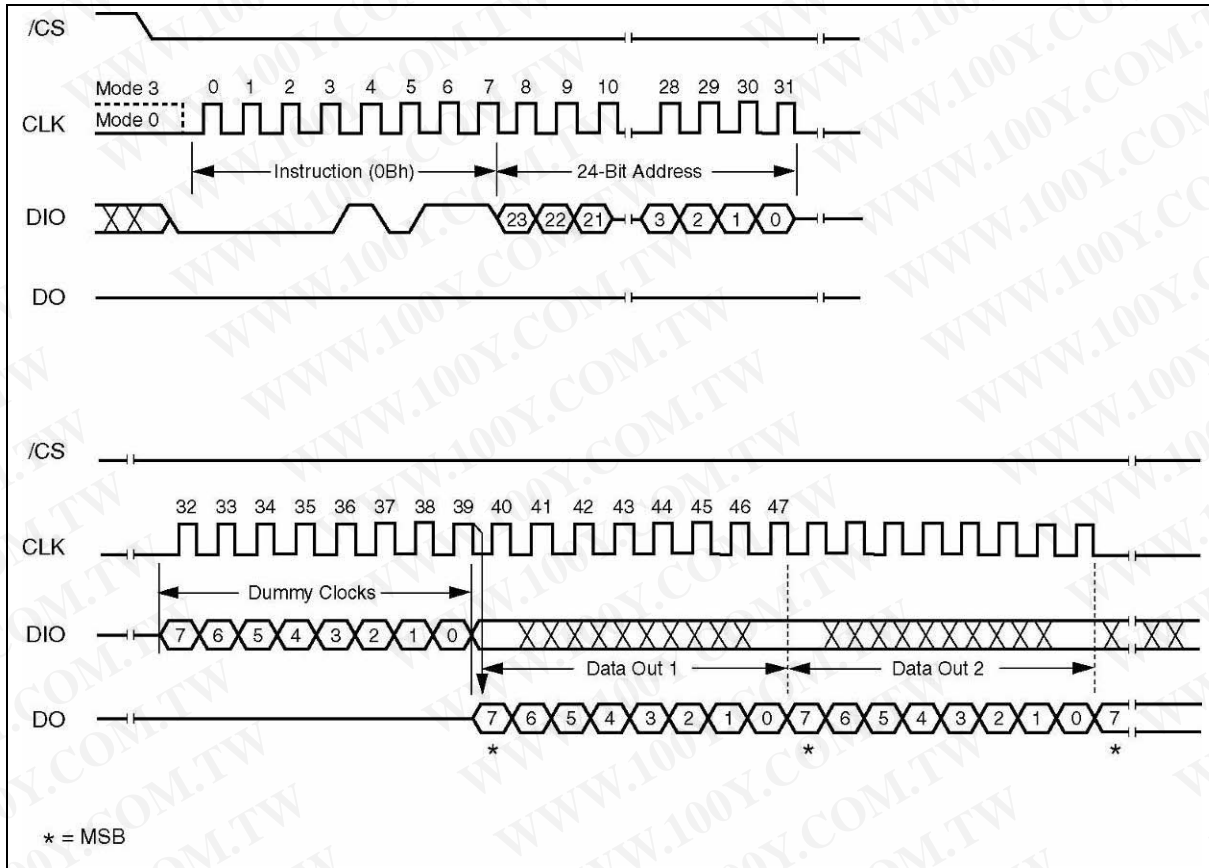 /CS
Mode 3
0 1 2 3 4 5 6 7 8 9 10 28 29 30 31
Mode 0
CLK
Instruction (0Bh) 24-Bit Address
DIO 23 22 21 3 2 1 0
DO
/CS
32 33 34 35 36 37 38 39 40 41 42 43 44 45 46 47
CLK
Dummy Clocks
DIO 7 6 5 4 3 2 1 0
Data Out 1 Data Out 2
DO 7 6 5 4 3 2 1 0 7 6 5 4 3 2 1 0 7
* * *
* = MSB
WWW.100Y.COM.TW